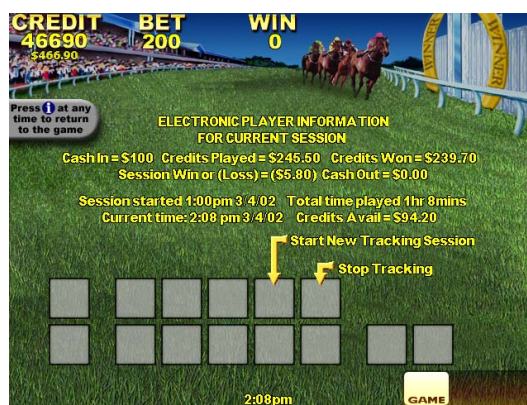 CREDIT BET WIN
46690 200 0
$466.90
WINNER
WINNER
Press i at any
time to return
to the game
ELECTRONIC PLAYER INFORMATION
FOR CURRENT SESSION
Cash In = $100 Credits Played = $245.50 Credits Won = $239.70
Session Win or (Loss) = ($5.80) Cash Out = $0.00
Session started 1:00pm 3/4/02 Total time played 1hr 8mins
Current time: 2:08 pm 3/4/02 Credits Avail = $94.20
Start New Tracking Session
Stop Tracking
2:08pm
GAME